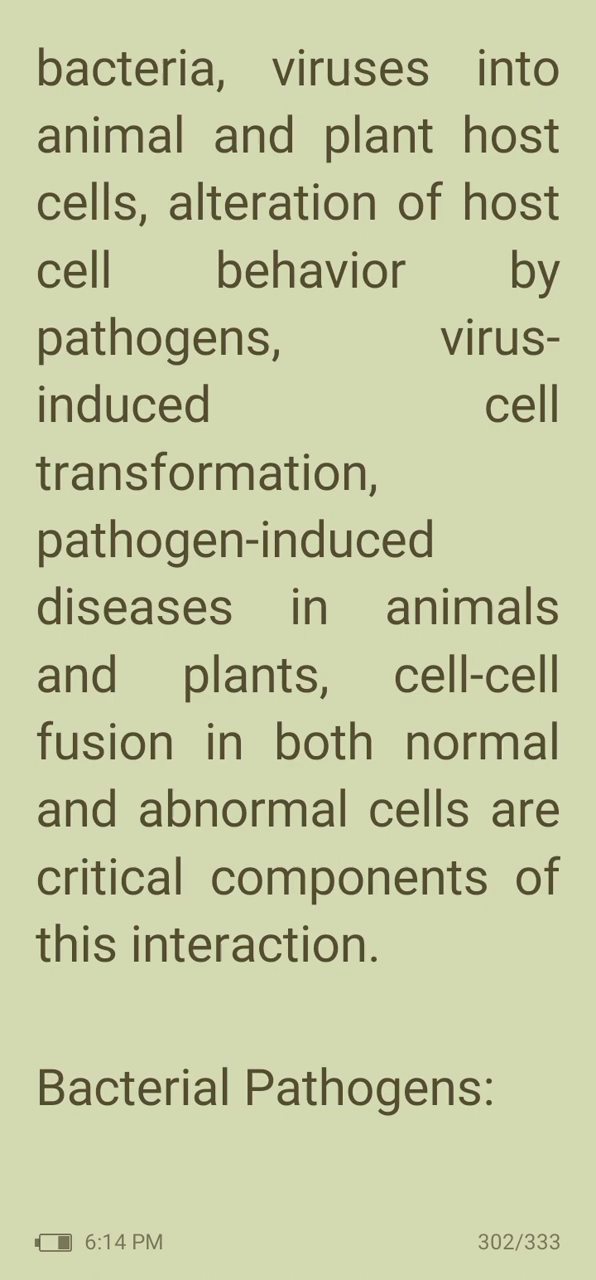 bacteria, viruses into
animal and plant host
cells, alteration of host
cell behavior by
pathogens, virus-
induced cell
transformation,
pathogen-induced
diseases in animals
and plants, cell-cell
fusion in both normal
and abnormal cells are
critical components of
this interaction.
Bacterial Pathogens:
6:14 PM 302/333